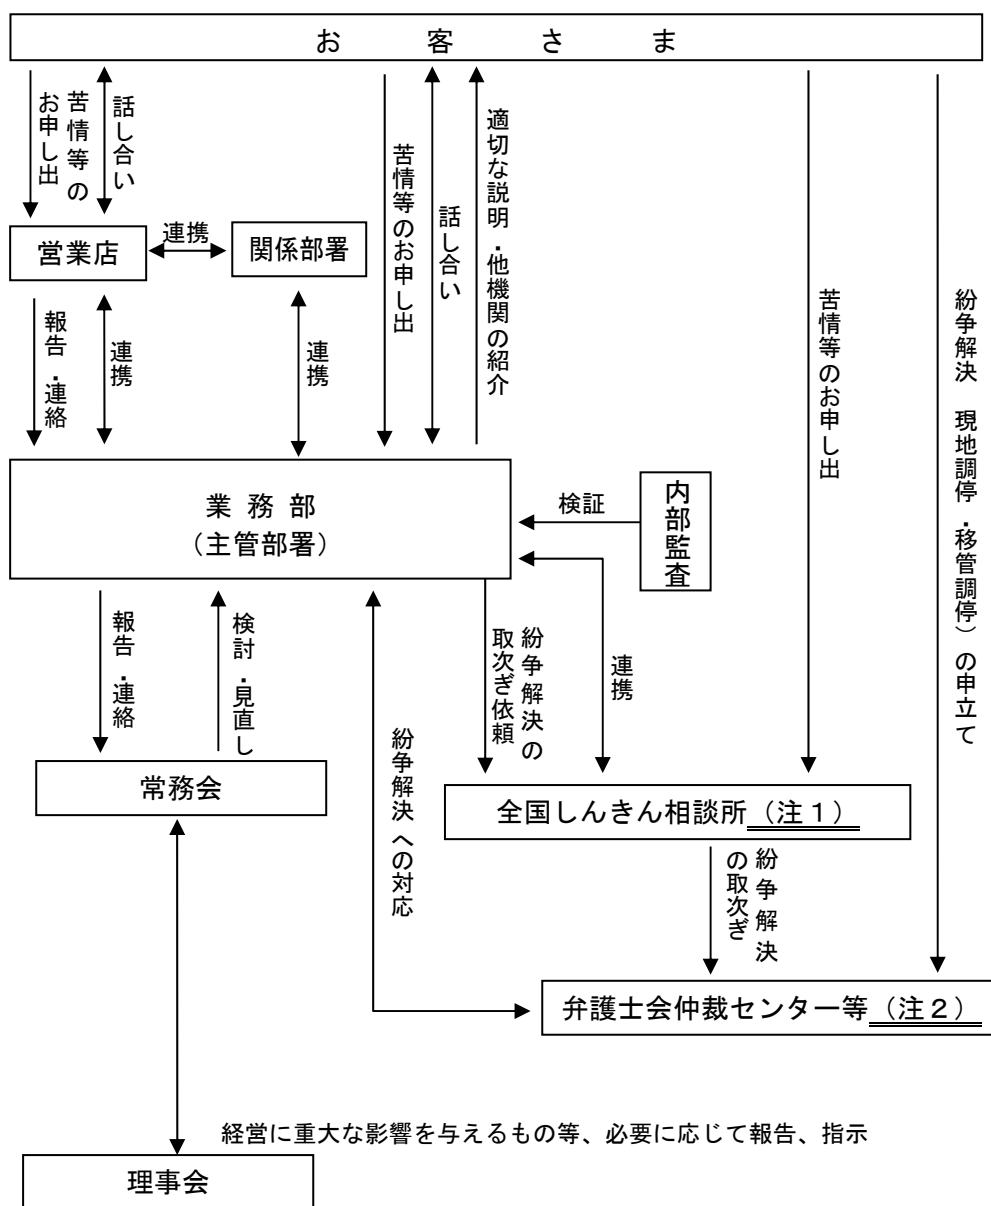 お　客　さ　ま
苦情等の
お申し出
話し合い
苦情等のお申し出
話し合い
適切な説明・他機関の紹介
苦情等のお申し出
紛争解決　現地調停・移管調停）の申立て
営業店
連携
関係部署
報告・連絡
連携
連携
業 務 部
（主管部署）
検証
内部監査
報告・連絡
検討・見直し
紛争解決の
取次ぎ依頼
連携
紛争解決への対応
常務会
全国しんきん相談所（注１）
紛争解決
の取次ぎ
弁護士会仲裁センター等（注２）
経営に重大な影響を与えるもの等、必要に応じて報告、指示
理事会